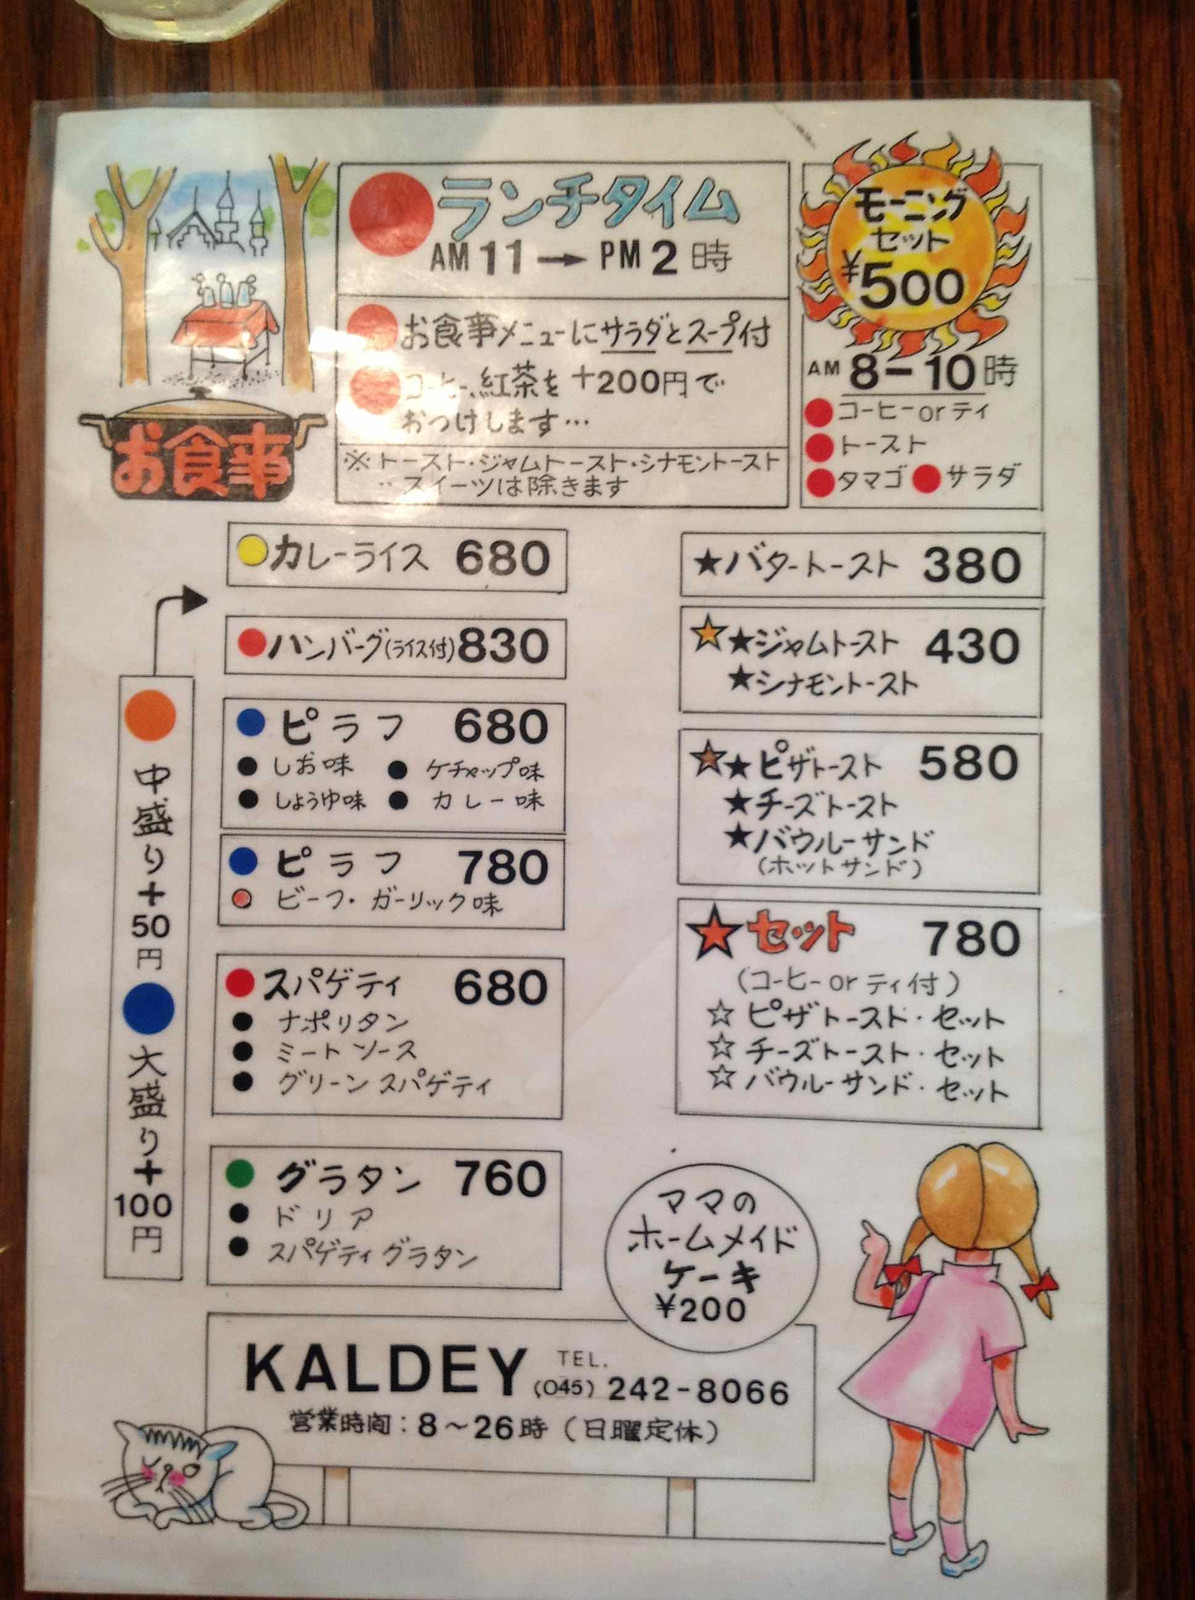 ランチタイム
AM 11 → PM 2 時
お食事メニューにサラダとスープ付
コーヒー、紅茶を +200円で
おつけします…
※トースト・ジャムトースト・シナモントースト
スイーツは除きます
モーニング
セット
¥500
AM 8-10時
コーヒーorティ
トースト
タマゴ サラダ
お食事
カレーライス 680
ハンバーグ(ライス付) 830
ピラフ 680
しお味 ケチャップ味
しょうゆ味 カレー味
ピラフ 780
ビーフ・ガーリック味
スパゲティ 680
ナポリタン
ミートソース
グリーンスパゲティ
グラタン 760
ドリア
スパゲティグラタン
中盛り+50円
大盛り+100円
★バタートースト 380
☆★ジャムトースト 430
★シナモントースト
☆★ピザトースト 580
★チーズトースト
★バウルーサンド
(ホットサンド)
★セット 780
(コーヒーorティ付)
☆ピザトースト・セット
☆チーズトースト・セット
☆バウルーサンド・セット
ママの
ホームメイド
ケーキ
¥200
KALDEY TEL. (045) 242-8066
営業時間:8~26時(日曜定休)